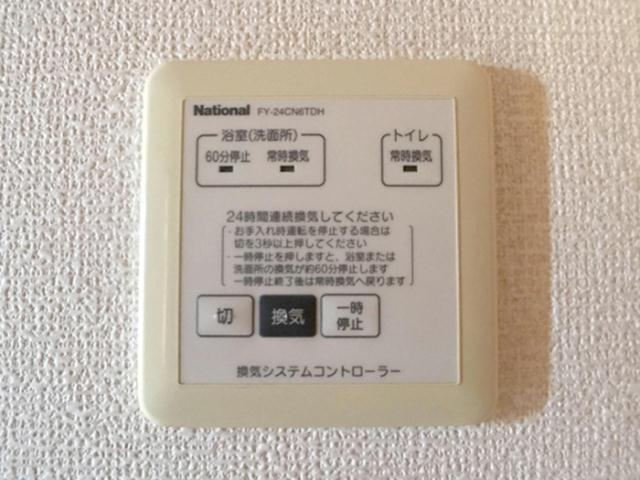 National FY-24CN6TDH
浴室(洗面所) トイレ
60分停止 常時換気 常時換気
24時間連続換気してください
・お手入れ時運転を停止する場合は
切を3秒以上押してください
・一時停止を押しますと、浴室または
洗面所の換気が約60分停止します
一時停止終了後は常時換気へ戻ります
切 換気 一時
停止
換気システムコントローラー